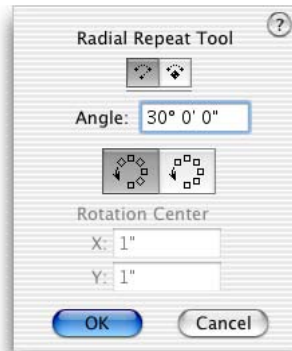 ?
Radial Repeat Tool
Angle: 30° 0' 0"
Rotation Center
X: 1"
Y: 1"
OK Cancel